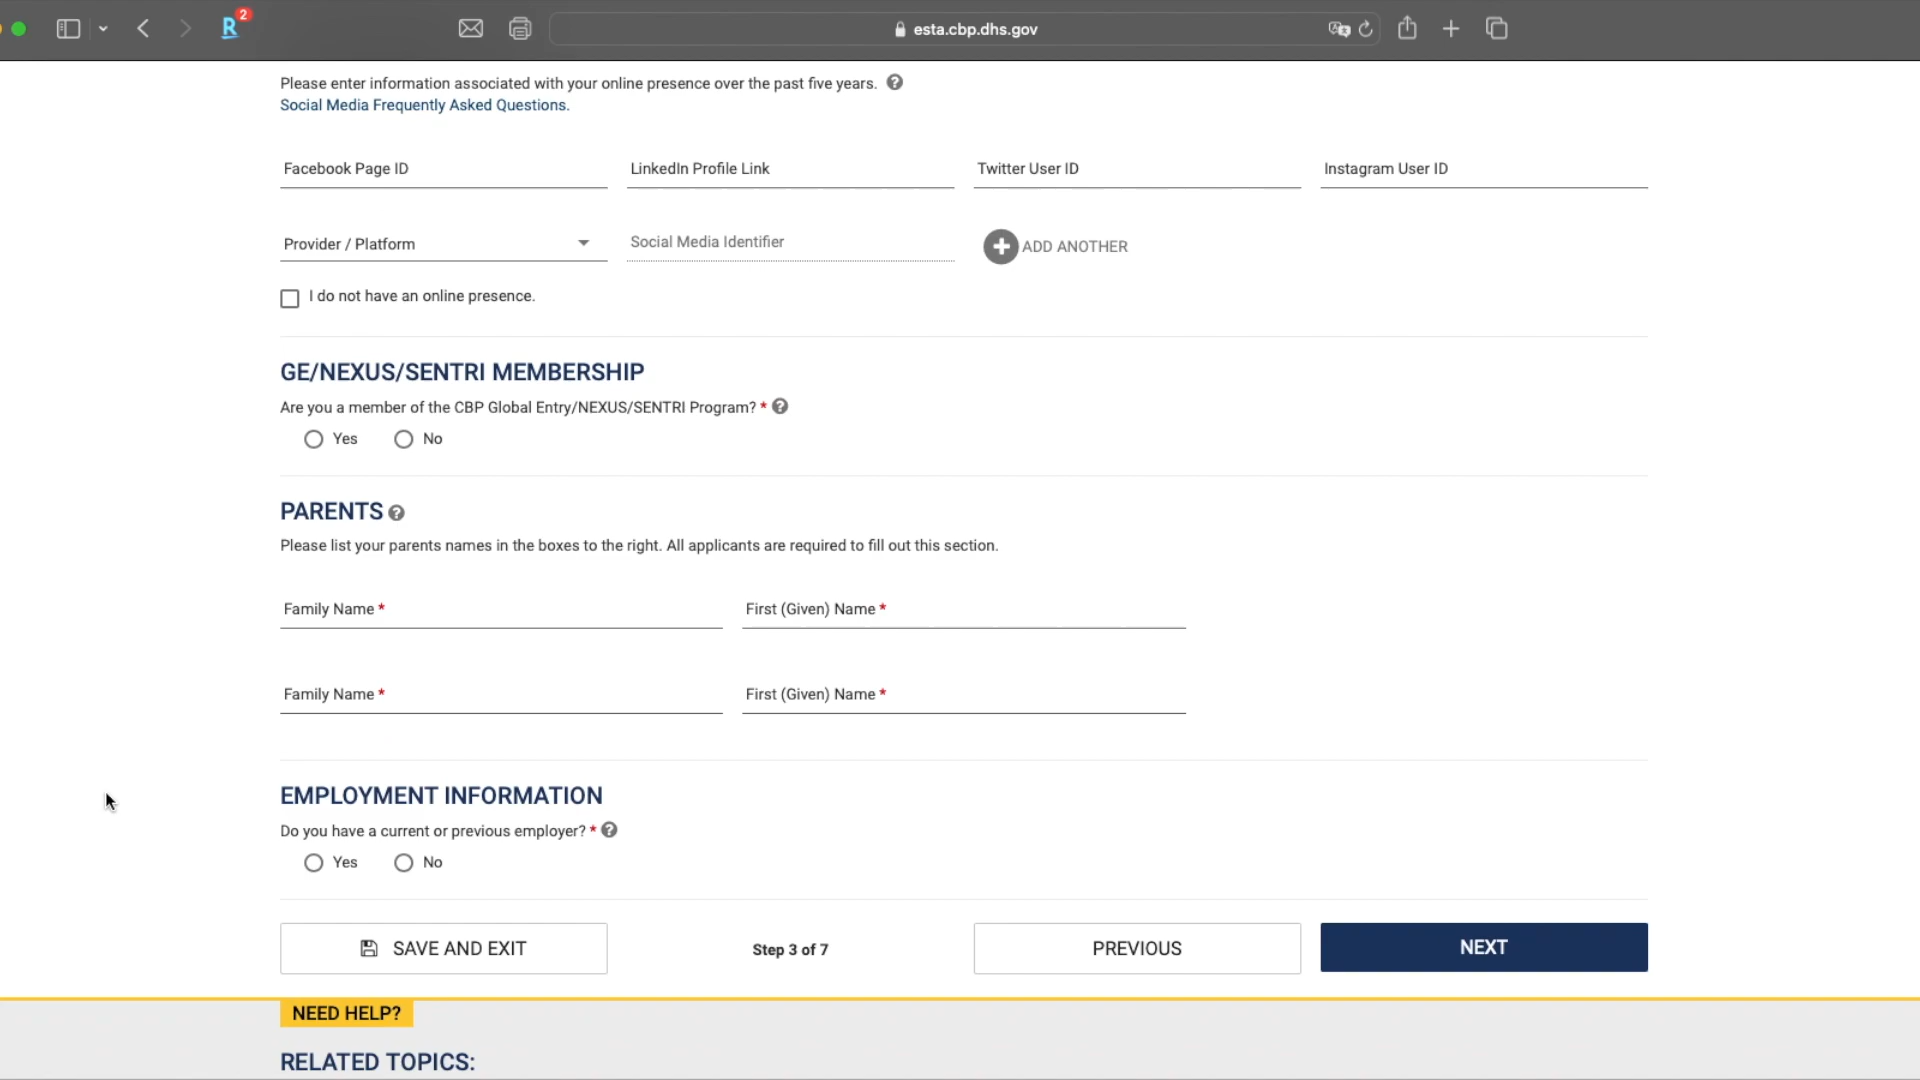 R 2
esta.cbp.dhs.gov
Please enter information associated with your online presence over the past five years. ?
Social Media Frequently Asked Questions.
Facebook Page ID LinkedIn Profile Link Twitter User ID Instagram User ID
Provider / Platform Social Media Identifier + ADD ANOTHER
I do not have an online presence.
GE/NEXUS/SENTRI MEMBERSHIP
Are you a member of the CBP Global Entry/NEXUS/SENTRI Program? * ?
Yes No
PARENTS ?
Please list your parents names in the boxes to the right. All applicants are required to fill out this section.
Family Name * First (Given) Name *
Family Name * First (Given) Name *
EMPLOYMENT INFORMATION
Do you have a current or previous employer? * ?
Yes No
SAVE AND EXIT Step 3 of 7 PREVIOUS NEXT
NEED HELP?
RELATED TOPICS: